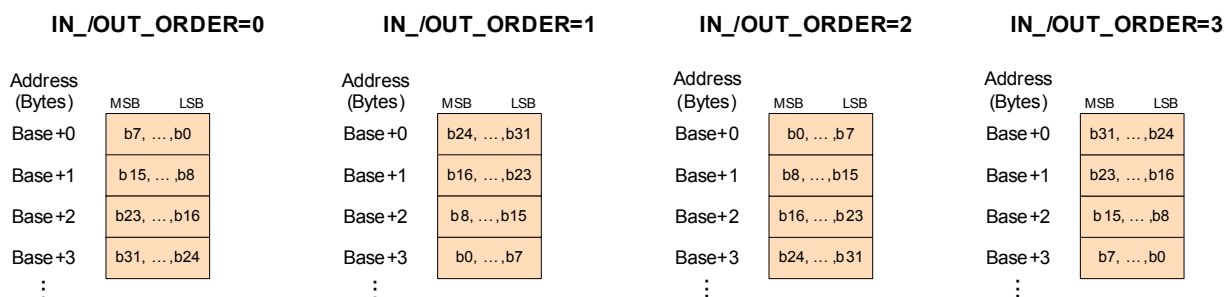 IN_/OUT_ORDER=0 IN_/OUT_ORDER=1 IN_/OUT_ORDER=2 IN_/OUT_ORDER=3
Address Address Address Address
(Bytes) MSB LSB (Bytes) MSB LSB (Bytes) MSB LSB (Bytes) MSB LSB
Base+0 b7, …,b0 Base+0 b24, …,b31 Base+0 b0, …,b7 Base+0 b31, …,b24
Base+1 b15, …,b8 Base+1 b16, …,b23 Base+1 b8, …,b15 Base+1 b23, …,b16
Base+2 b23, …,b16 Base+2 b8, …,b15 Base+2 b16, …,b23 Base+2 b15, …,b8
Base+3 b31, …,b24 Base+3 b0, …,b7 Base+3 b24, …,b31 Base+3 b7, …,b0
⋮ ⋮ ⋮ ⋮